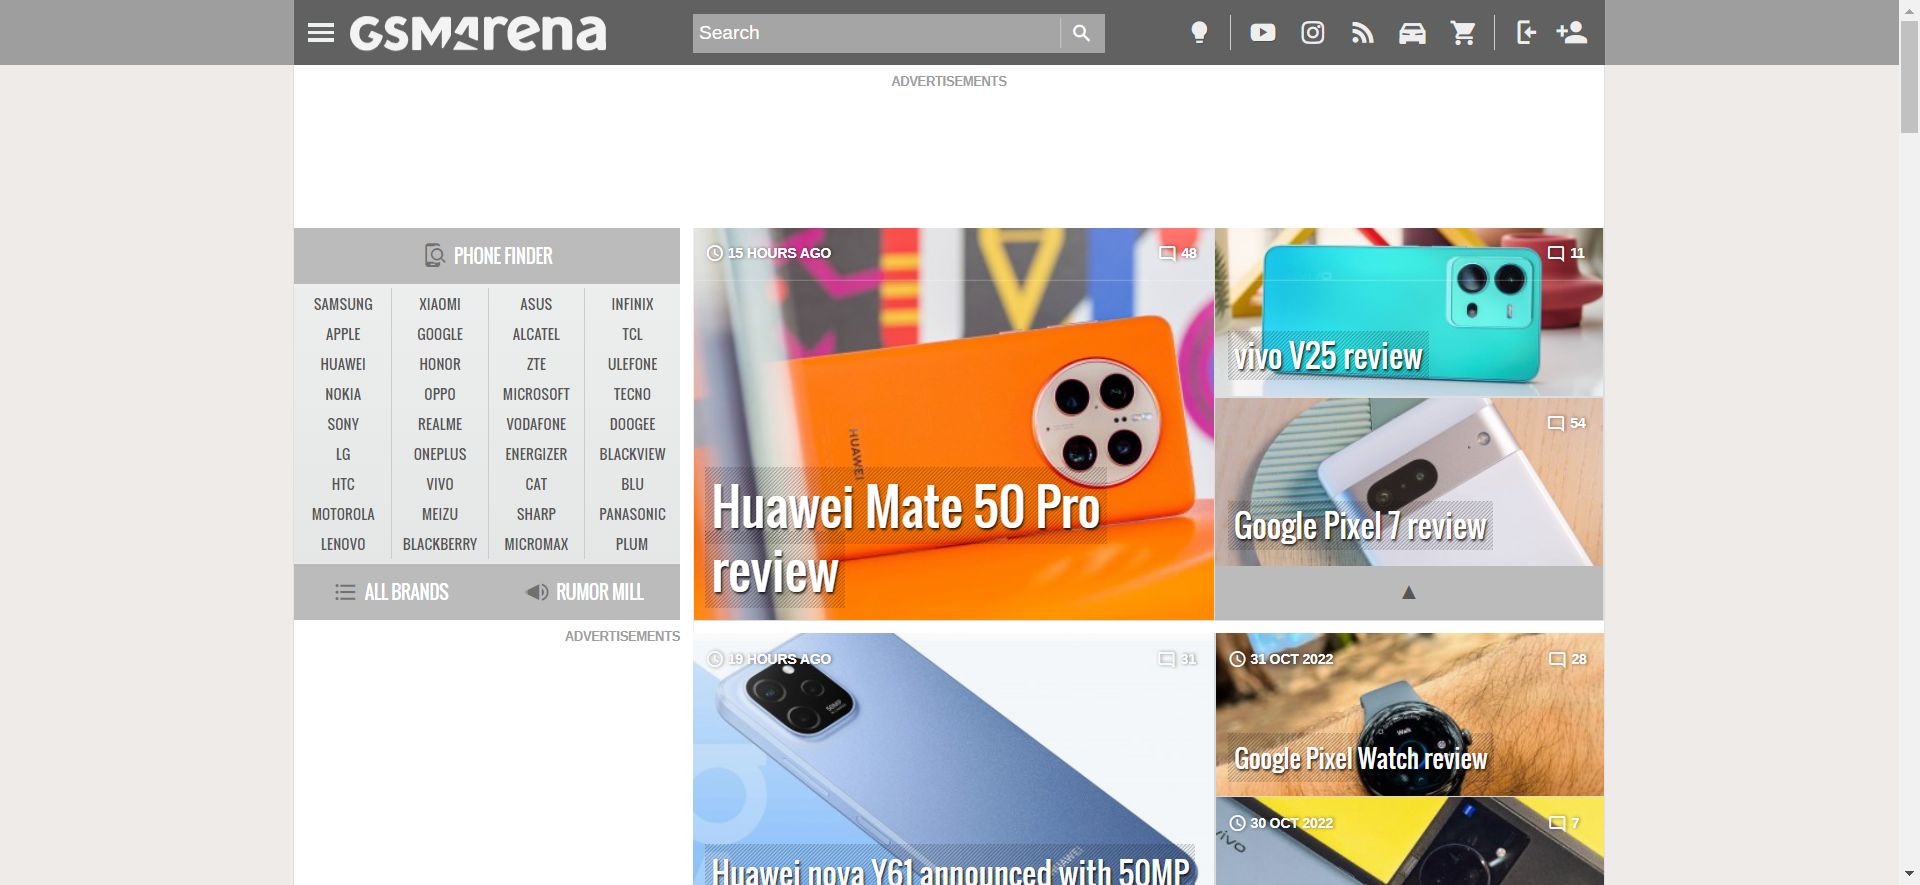 GSMArena
Search
ADVERTISEMENTS
PHONE FINDER
SAMSUNG XIAOMI ASUS INFINIX
APPLE GOOGLE ALCATEL TCL
HUAWEI HONOR ZTE ULEFONE
NOKIA OPPO MICROSOFT TECNO
SONY REALME VODAFONE DOOGEE
LG ONEPLUS ENERGIZER BLACKVIEW
HTC VIVO CAT BLU
MOTOROLA MEIZU SHARP PANASONIC
LENOVO BLACKBERRY MICROMAX PLUM
ALL BRANDS RUMOR MILL
ADVERTISEMENTS
15 HOURS AGO 48
HUAWEI
Huawei Mate 50 Pro
review
11
vivo V25 review
54
Google Pixel 7 review
19 HOURS AGO 31
50MP
HUAWEI
Huawei nova Y61 announced with 50MP
31 OCT 2022 28
Walk
Google Pixel Watch review
30 OCT 2022 7
vivo